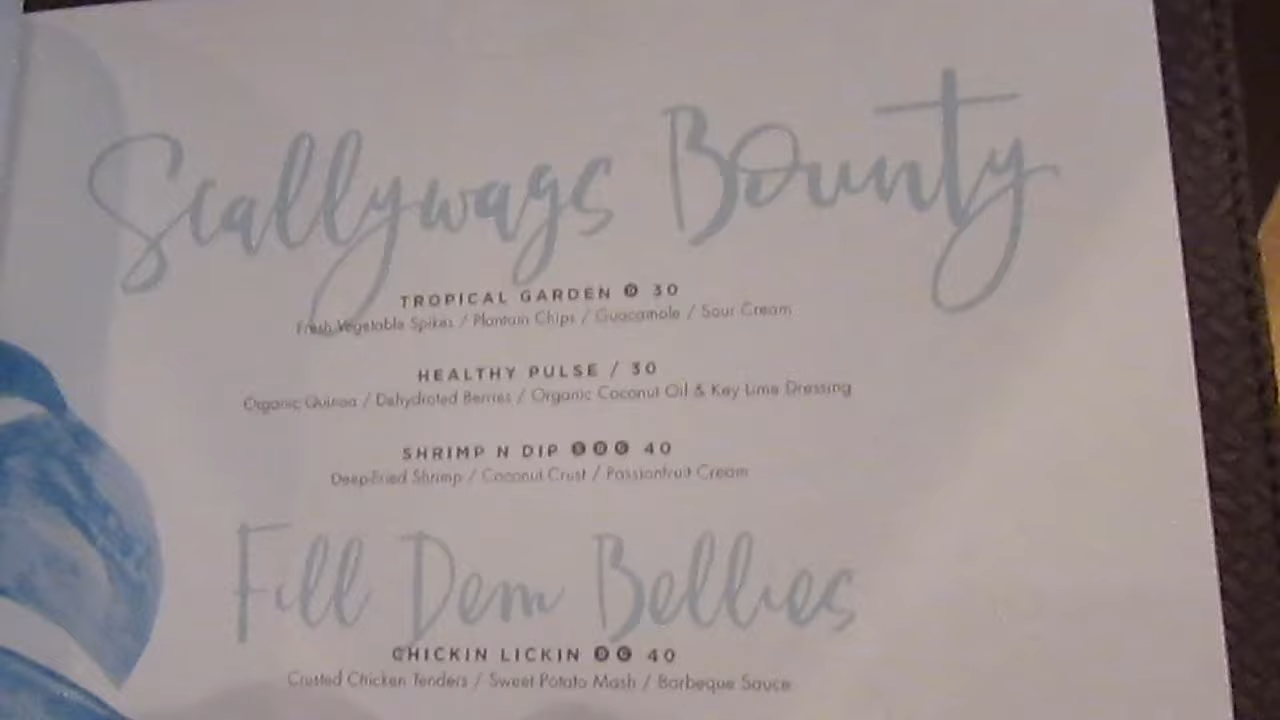 Scallywags Bounty
TROPICAL GARDEN D 30
Fresh Vegetable Spikes / Plantain Chips / Guacamole / Sour Cream
HEALTHY PULSE / 30
Organic Quinoa / Dehydrated Berries / Organic Coconut Oil & Key Lime Dressing
SHRIMP N DIP S D G 40
Deep-Fried Shrimp / Coconut Crust / Passionfruit Cream
Fill Dem Bellies
CHICKIN LICKIN D G 40
Crusted Chicken Tenders / Sweet Potato Mash / Barbeque Sauce